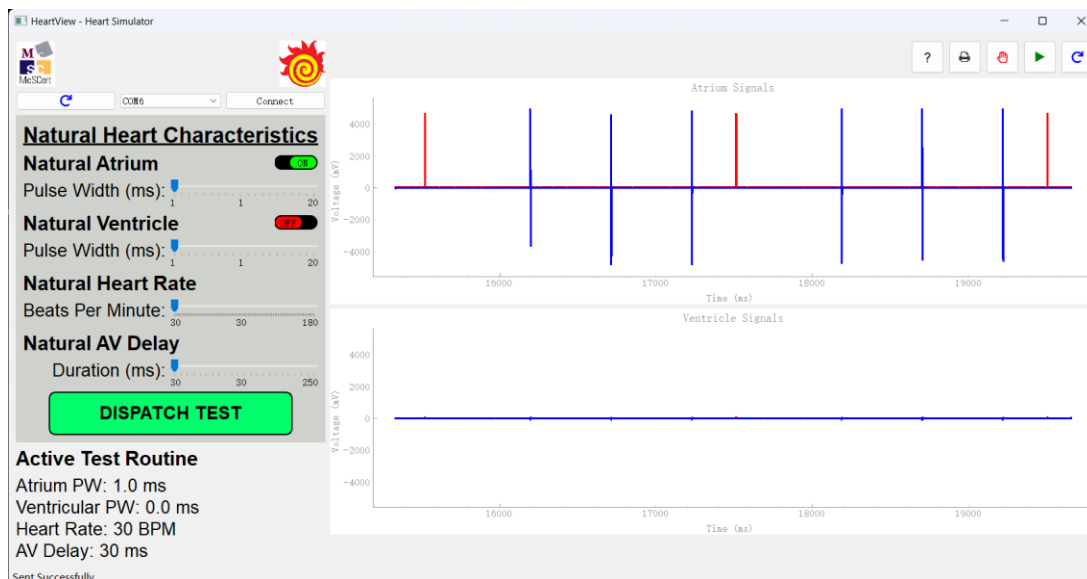 HeartView - Heart Simulator
M
SC
McSCert
COM6
Connect
Natural Heart Characteristics
Natural Atrium
ON
Pulse Width (ms):
1 1 20
Natural Ventricle
OFF
Pulse Width (ms):
1 1 20
Natural Heart Rate
Beats Per Minute:
30 30 180
Natural AV Delay
Duration (ms):
30 30 250
DISPATCH TEST
Active Test Routine
Atrium PW: 1.0 ms
Ventricular PW: 0.0 ms
Heart Rate: 30 BPM
AV Delay: 30 ms
Sent Successfully
?
Atrium Signals
Voltage (mV)
4000
2000
0
-2000
-4000
16000 17000 18000 19000
Time (ms)
Ventricle Signals
Voltage (mV)
4000
2000
0
-2000
-4000
16000 17000 18000 19000
Time (ms)